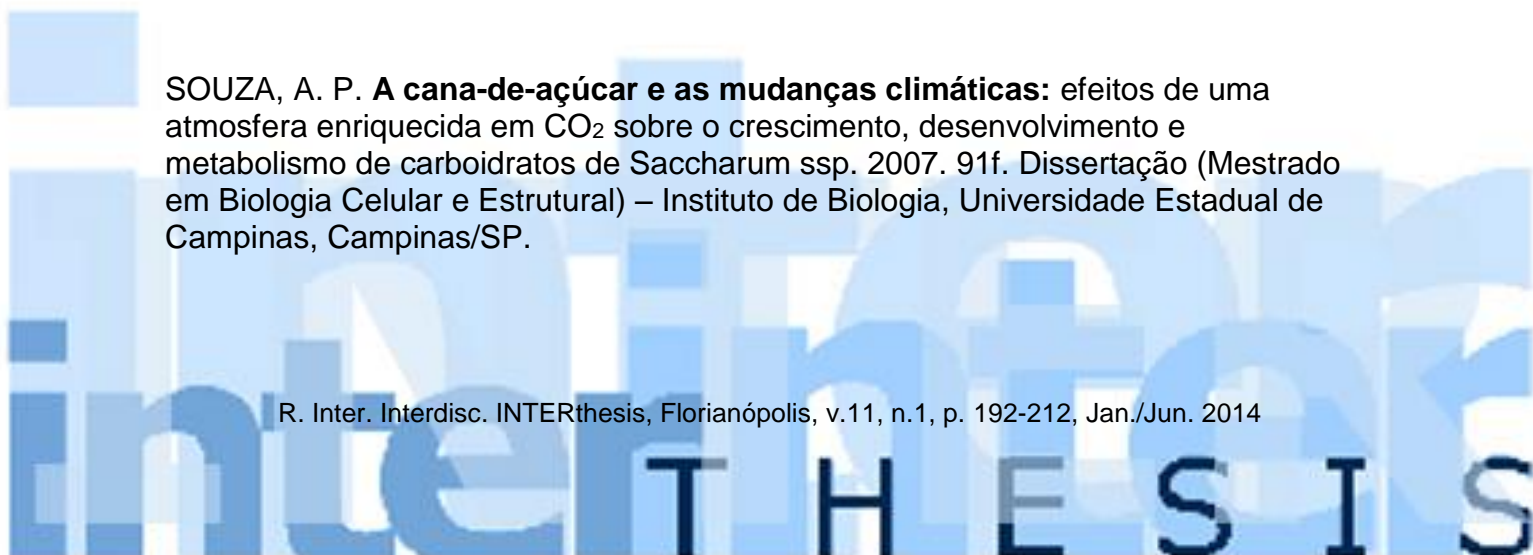 SOUZA, A. P. A cana-de-açúcar e as mudanças climáticas: efeitos de uma
atmosfera enriquecida em CO2 sobre o crescimento, desenvolvimento e
metabolismo de carboidratos de Saccharum ssp. 2007. 91f. Dissertação (Mestrado
em Biologia Celular e Estrutural) – Instituto de Biologia, Universidade Estadual de
Campinas, Campinas/SP.
R. Inter. Interdisc. INTERthesis, Florianópolis, v.11, n.1, p. 192-212, Jan./Jun. 2014
inter
THESIS